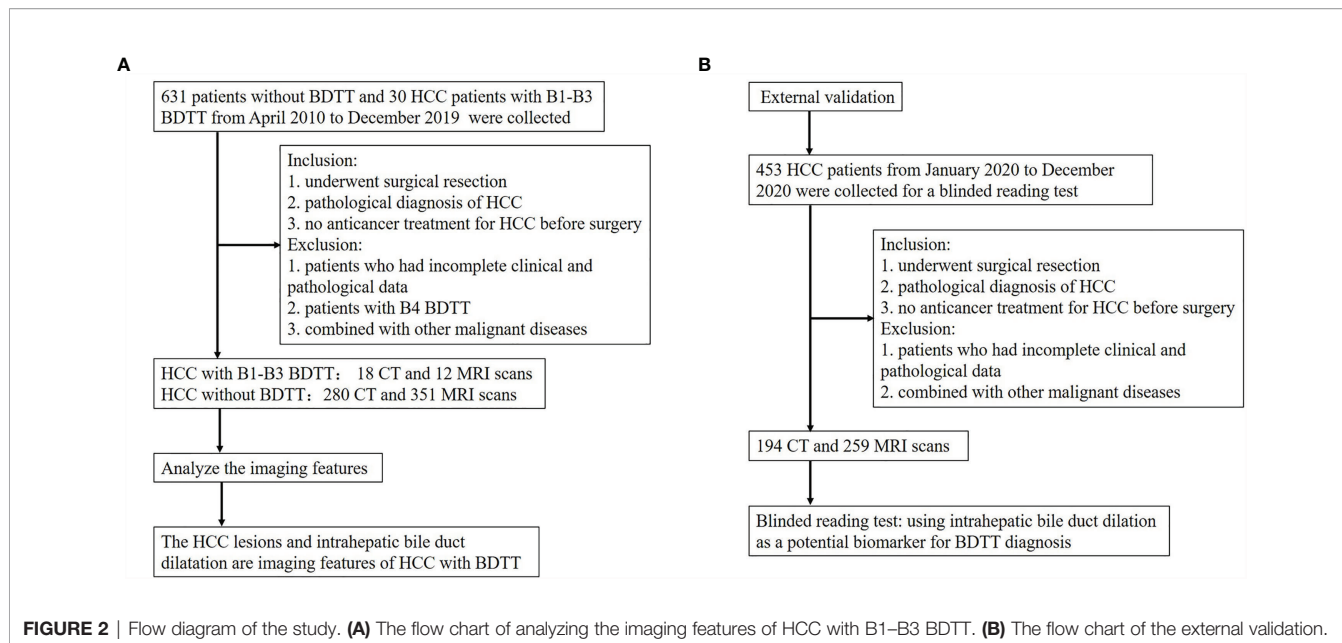 A
631 patients without BDTT and 30 HCC patients with B1-B3
BDTT from April 2010 to December 2019 were collected
Inclusion:
1. underwent surgical resection
2. pathological diagnosis of HCC
3. no anticancer treatment for HCC before surgery
Exclusion:
1. patients who had incomplete clinical and
pathological data
2. patients with B4 BDTT
3. combined with other malignant diseases
HCC with B1-B3 BDTT: 18 CT and 12 MRI scans
HCC without BDTT: 280 CT and 351 MRI scans
Analyze the imaging features
The HCC lesions and intrahepatic bile duct
dilatation are imaging features of HCC with BDTT
B
External validation
453 HCC patients from January 2020 to December
2020 were collected for a blinded reading test
Inclusion:
1. underwent surgical resection
2. pathological diagnosis of HCC
3. no anticancer treatment for HCC before surgery
Exclusion:
1. patients who had incomplete clinical and
pathological data
2. combined with other malignant diseases
194 CT and 259 MRI scans
Blinded reading test: using intrahepatic bile duct dilation
as a potential biomarker for BDTT diagnosis
FIGURE 2 | Flow diagram of the study. (A) The flow chart of analyzing the imaging features of HCC with B1–B3 BDTT. (B) The flow chart of the external validation.